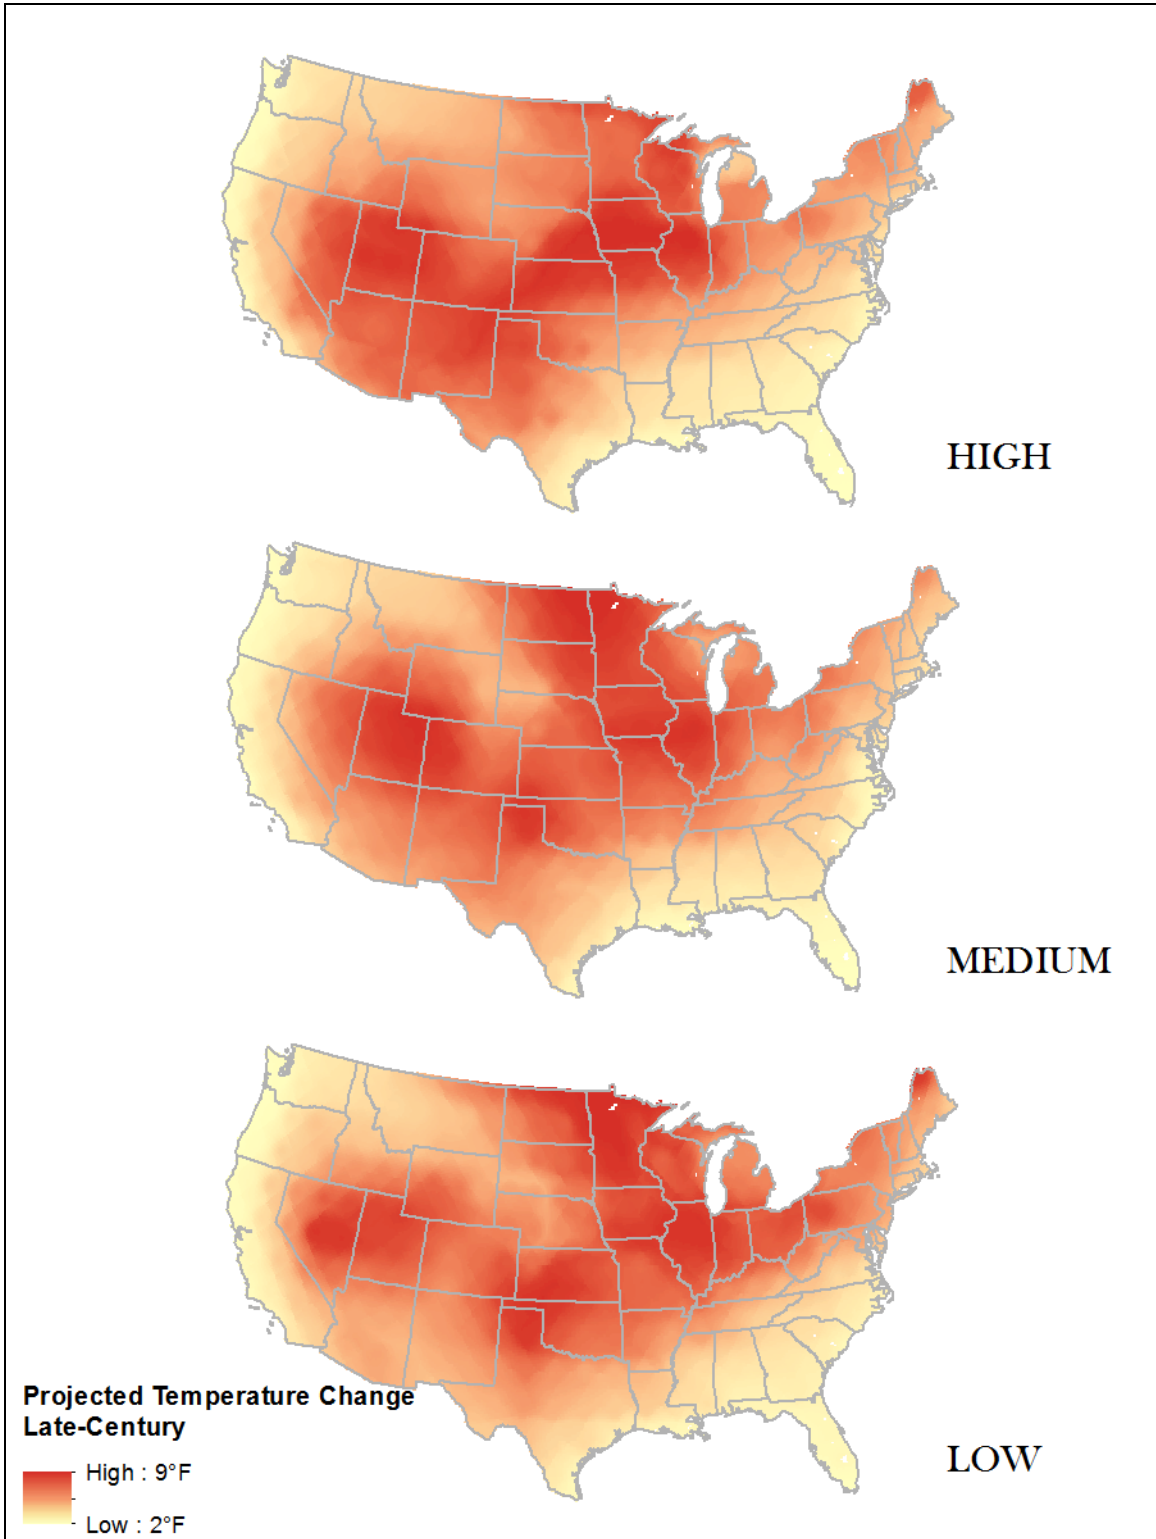 HIGH
MEDIUM
LOW
Projected Temperature Change
Late-Century
High : 9°F
Low : 2°F